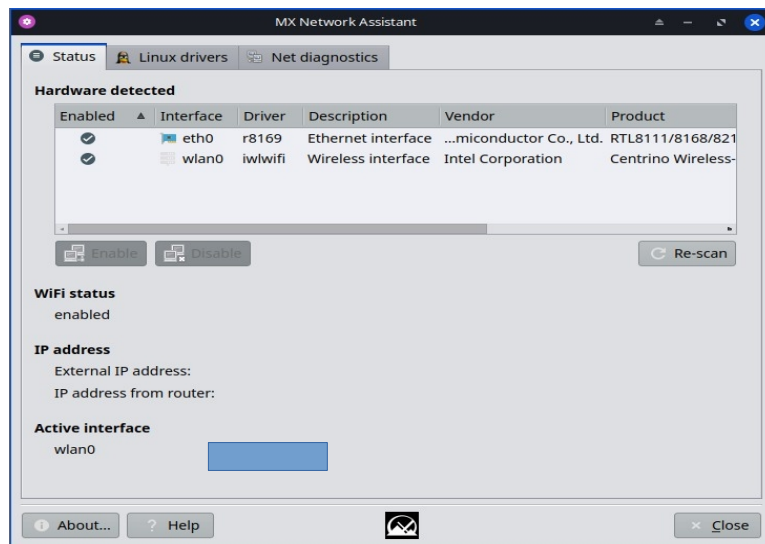 MX Network Assistant
Status Linux drivers Net diagnostics
Hardware detected
Enabled Interface Driver Description Vendor Product
eth0 r8169 Ethernet interface ...miconductor Co., Ltd. RTL8111/8168/821
wlan0 iwlwifi Wireless interface Intel Corporation Centrino Wireless-
Enable Disable Re-scan
WiFi status
enabled
IP address
External IP address:
IP address from router:
Active interface
wlan0
About... ? Help Close